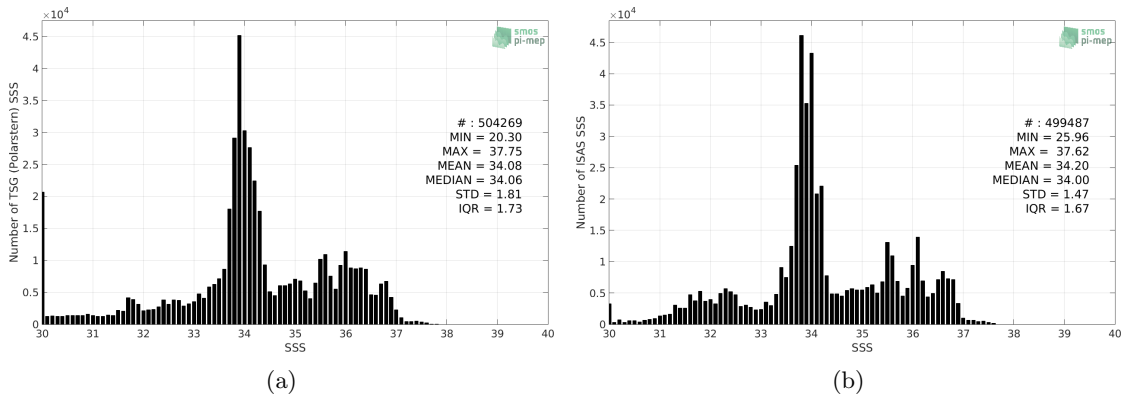 ×10⁴
4.5
4
3.5
3
2.5
2
1.5
1
0.5
0
Number of TSG (Polarstern) SSS
30 31 32 33 34 35 36 37 38 39 40
SSS
smos
pi-mep
# : 504269
MIN = 20.30
MAX = 37.75
MEAN = 34.08
MEDIAN = 34.06
STD = 1.81
IQR = 1.73
(a)
×10⁴
4.5
4
3.5
3
2.5
2
1.5
1
0.5
0
Number of ISAS SSS
30 31 32 33 34 35 36 37 38 39 40
SSS
smos
pi-mep
# : 499487
MIN = 25.96
MAX = 37.62
MEAN = 34.20
MEDIAN = 34.00
STD = 1.47
IQR = 1.67
(b)